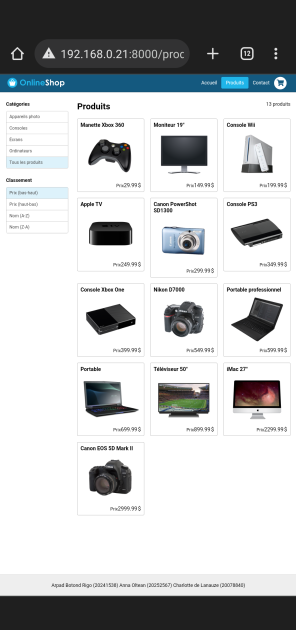 192.168.0.21:8000/proc
12
OnlineShop
Accueil Produits Contact
Catégories
Appareils photo
Consoles
Écrans
Ordinateurs
Tous les produits
Classement
Prix (bas-haut)
Prix (haut-bas)
Nom (A-Z)
Nom (Z-A)
Produits
13 produits
Manette Xbox 360
Prix29.99$
Moniteur 19"
Prix149.99$
Console Wii
Prix199.99$
Apple TV
Prix249.99$
Canon PowerShot
SD1300
Prix299.99$
Console PS3
Prix349.99$
Console Xbox One
Prix399.99$
Nikon D7000
Prix549.99$
Portable professionnel
Prix599.99$
Portable
Prix699.99$
Téléviseur 50"
Prix899.99$
iMac 27"
Prix2299.99$
Canon EOS 5D Mark II
Prix2999.99$
Arpad Botond Rigo (20241538) Anna Oltean (20252567) Charlotte de Lanauze (20078840)